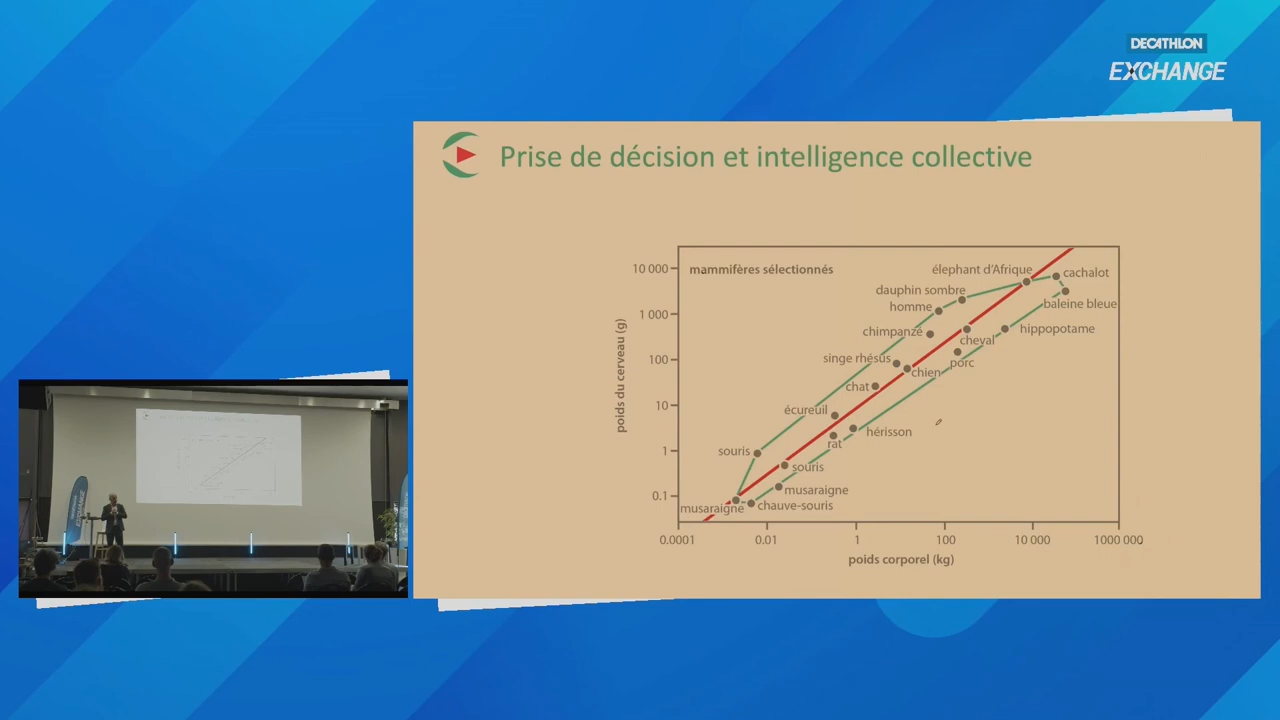 DECATHLON
EXCHANGE
Prise de décision et intelligence collective
mammifères sélectionnés
10 000
1 000
100
10
1
0.1
poids du cerveau (g)
éléphant d'Afrique
cachalot
dauphin sombre
baleine bleue
homme
hippopotame
chimpanzé
cheval
singe rhésus
porc
chien
chat
écureuil
hérisson
rat
souris
souris
musaraigne
musaraigne
chauve-souris
0.0001
0.01
1
100
10 000
1000 000
poids corporel (kg)
EXCHANGE